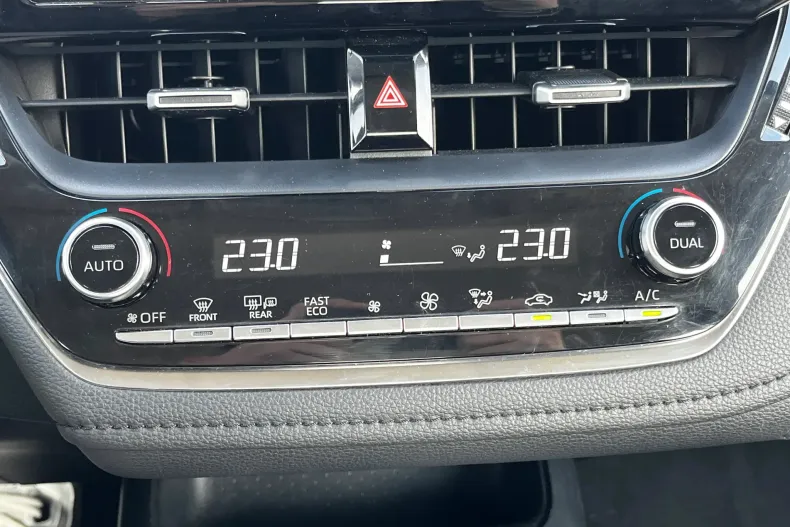 AUTO
23.0
23.0
DUAL
OFF
FRONT
REAR
FAST
ECO
A/C